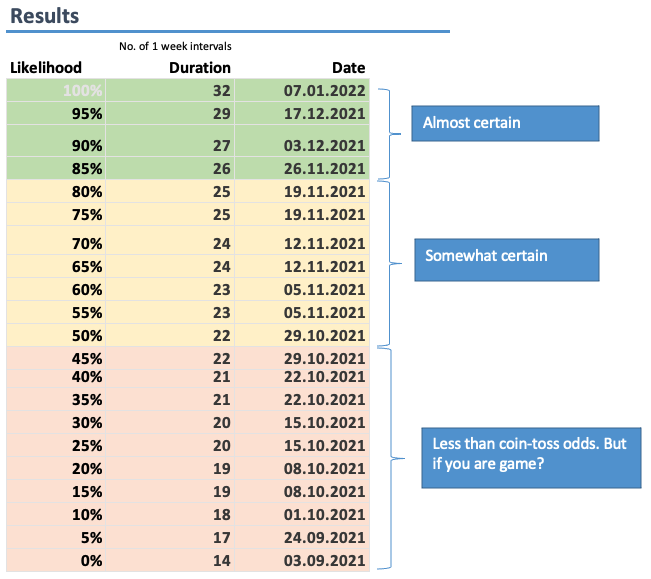 Results
No. of 1 week intervals
Likelihood Duration Date
100% 32 07.01.2022
95% 29 17.12.2021
90% 27 03.12.2021
85% 26 26.11.2021
80% 25 19.11.2021
75% 25 19.11.2021
70% 24 12.11.2021
65% 24 12.11.2021
60% 23 05.11.2021
55% 23 05.11.2021
50% 22 29.10.2021
45% 22 29.10.2021
40% 21 22.10.2021
35% 21 22.10.2021
30% 20 15.10.2021
25% 20 15.10.2021
20% 19 08.10.2021
15% 19 08.10.2021
10% 18 01.10.2021
5% 17 24.09.2021
0% 14 03.09.2021
Almost certain
Somewhat certain
Less than coin-toss odds. But
if you are game?